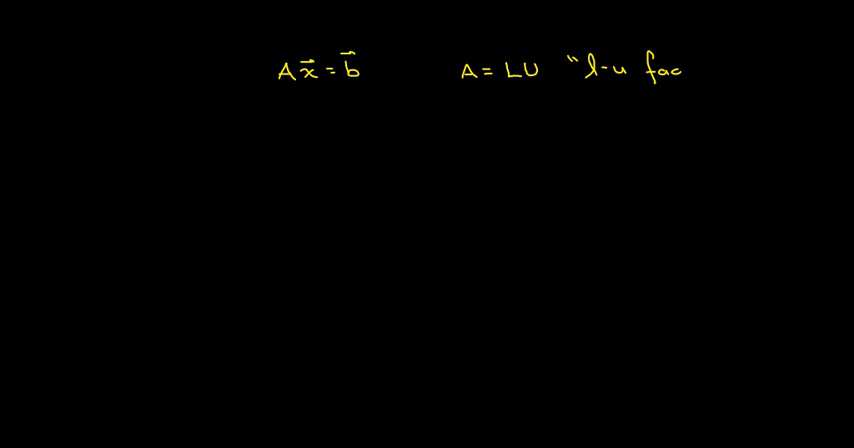 A x⃗ = b⃗ A = LU "l-u fac